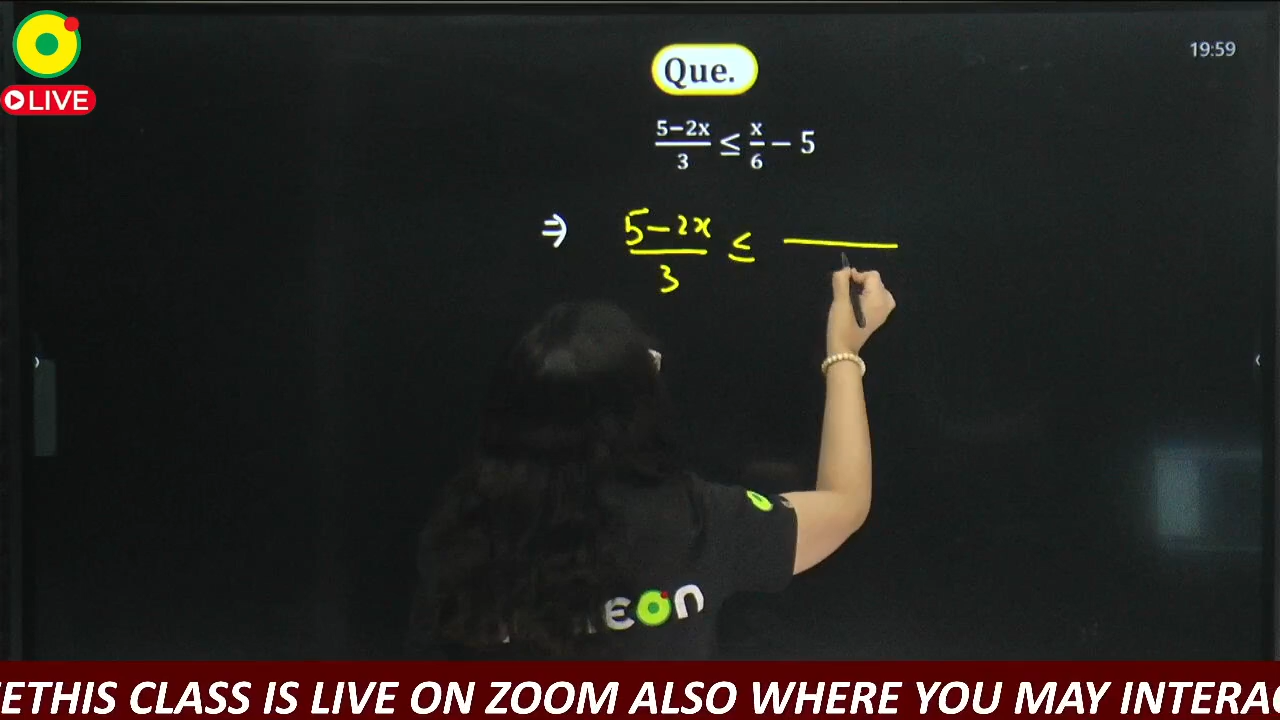 LIVE
19:59
Que.
5−2x/3 ≤ x/6 − 5
⇒ 5−2x/3 ≤
EON
ETHIS CLASS IS LIVE ON ZOOM ALSO WHERE YOU MAY INTERAC